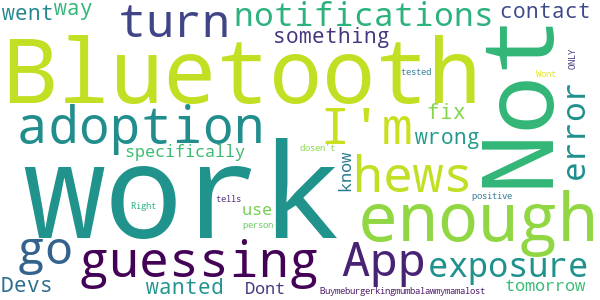 went way turn notifications contact
something
Bluetooth tested Not ONLY
Wont
adoption I'm fix error
specifically wrong
dosen't know
work hews
Right tells use positive enough
person
go guessing App exposure
Devs wanted Dont tomorrow
Buymeburgerkingmumbalawmymamalost